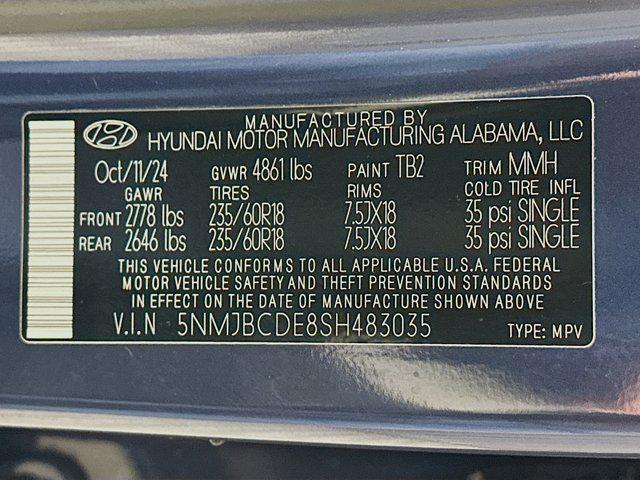 MANUFACTURED BY
HYUNDAI MOTOR MANUFACTURING ALABAMA, LLC
Oct/11/24 GVWR 4861 lbs PAINT TB2 TRIM MMH
GAWR TIRES RIMS COLD TIRE INFL
FRONT 2778 lbs 235/60R18 7.5JX18 35 psi SINGLE
REAR 2646 lbs 235/60R18 7.5JX18 35 psi SINGLE
THIS VEHICLE CONFORMS TO ALL APPLICABLE U.S.A. FEDERAL
MOTOR VEHICLE SAFETY AND THEFT PREVENTION STANDARDS
IN EFFECT ON THE DATE OF MANUFACTURE SHOWN ABOVE
V.I.N 5NMJBCDE8SH483035 TYPE: MPV